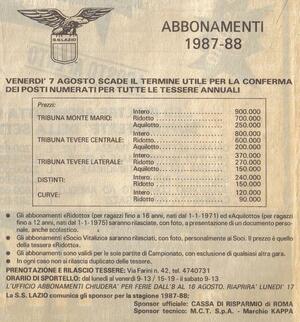 S.S. LAZIO
ABBONAMENTI
1987-88
VENERDI' 7 AGOSTO SCADE IL TERMINE UTILE PER LA CONFERMA
DEI POSTI NUMERATI PER TUTTE LE TESSERE ANNUALI
Prezzi:
TRIBUNA MONTE MARIO: Intero 900.000
Ridotto 700.000
Aquilotto 250.000
TRIBUNA TEVERE CENTRALE: Intero 800.000
Ridotto 600.000
Aquilotto 200.000
TRIBUNA TEVERE LATERALE: Intero 370.000
Ridotto 270.000
Aquilotto 150.000
DISTINTI: Intero 240.000
Ridotto 150.000
CURVE: Intero 120.000
Ridotto 90.000
● Gli abbonamenti «Ridotto» (per ragazzi fino a 16 anni, nati dal 1-1-1971) ed «Aquilotto» (per ragazzi fino a 12 anni, nati dal 1-1-1975) saranno rilasciati, con foto, a presentazione di un documento personale, anche scolastico.
● Gli abbonamenti «Socio Vitalizio» saranno rilasciati, con foto, personalmente ai Soci. Il prezzo è quello della tessera «Ridotto».
● Gli abbonamenti sono validi per le sole partite di Campionato, con esclusione di qualsiasi altra gara.
● In ogni caso non si rilascia duplicato delle tessere.
PRENOTAZIONE E RILASCIO TESSERE: Via Farini n. 42, tel. 4740731
ORARIO DI SPORTELLO: dal lunedì al venerdì 9-13 / 15-19 - il sabato 9-13
L'UFFICIO ABBONAMENTI CHIUDERA' PER FERIE DALL'8 AL 16 AGOSTO. RIAPRIRA' LUNEDI' 17
La S.S. LAZIO comunica gli sponsor per la stagione 1987-88:
Sponsor ufficiale: CASSA DI RISPARMIO DI ROMA
Sponsor tecnico: M.C.T. S.p.A. - Marchio KAPPA